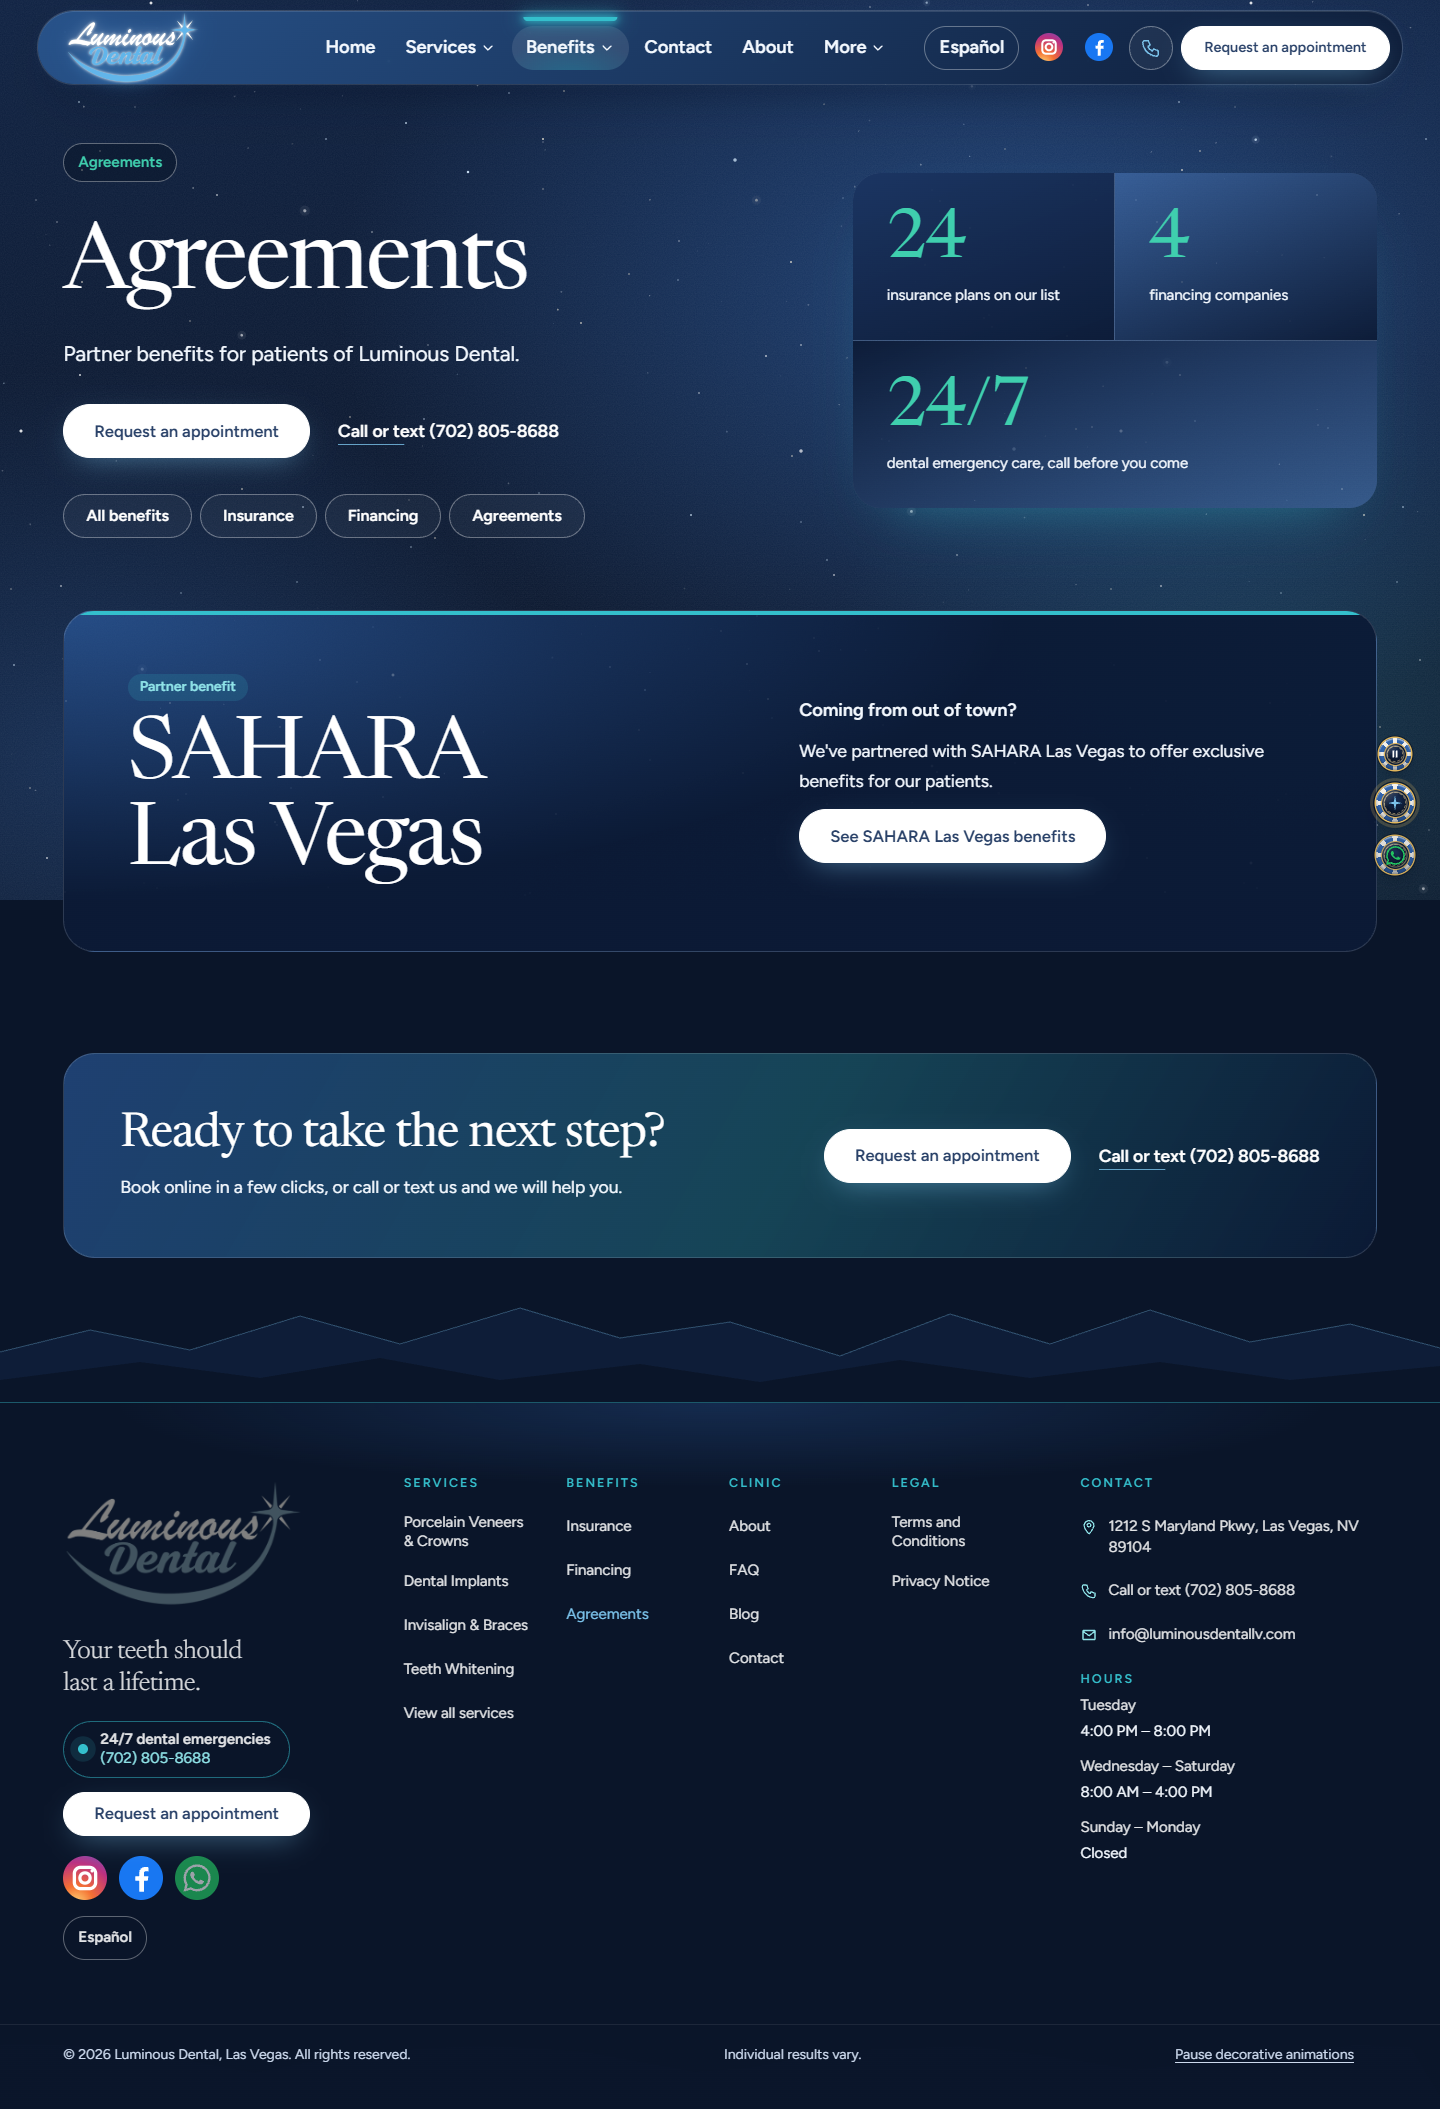 Luminous
Dental
Home
Services
Benefits
Contact
About
More
Español
Request an appointment
Agreements
Agreements
Partner benefits for patients of Luminous Dental.
Request an appointment
Call or text (702) 805-8688
All benefits
Insurance
Financing
Agreements
24
insurance plans on our list
4
financing companies
24/7
dental emergency care, call before you come
Partner benefit
SAHARA
Las Vegas
Coming from out of town?
We've partnered with SAHARA Las Vegas to offer exclusive
benefits for our patients.
See SAHARA Las Vegas benefits
Ready to take the next step?
Book online in a few clicks, or call or text us and we will help you.
Request an appointment
Call or text (702) 805-8688
Luminous
Dental
Your teeth should
last a lifetime.
24/7 dental emergencies
(702) 805-8688
Request an appointment
Español
SERVICES
Porcelain Veneers
& Crowns
Dental Implants
Invisalign & Braces
Teeth Whitening
View all services
BENEFITS
Insurance
Financing
Agreements
CLINIC
About
FAQ
Blog
Contact
LEGAL
Terms and
Conditions
Privacy Notice
CONTACT
1212 S Maryland Pkwy, Las Vegas, NV
89104
Call or text (702) 805-8688
info@luminousdentallv.com
HOURS
Tuesday
4:00 PM – 8:00 PM
Wednesday – Saturday
8:00 AM – 4:00 PM
Sunday – Monday
Closed
© 2026 Luminous Dental, Las Vegas. All rights reserved.
Individual results vary.
Pause decorative animations